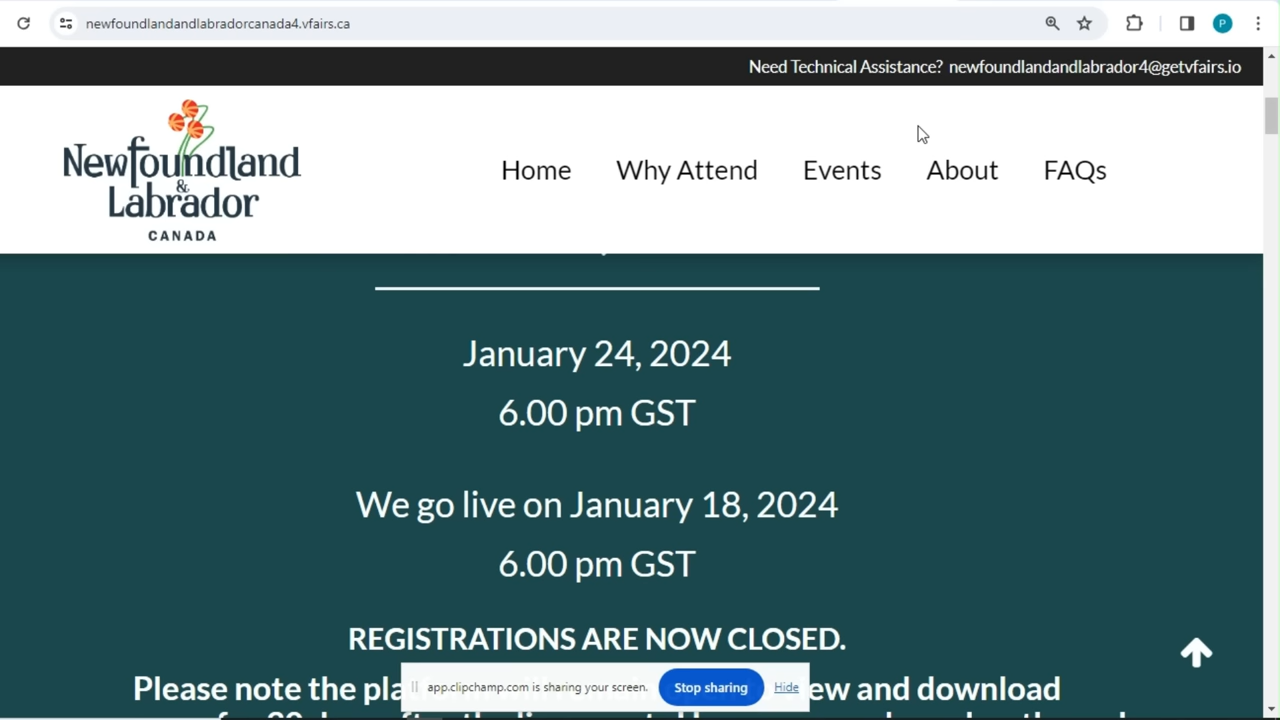 newfoundlandandlabradorcanada4.vfairs.ca
P
Need Technical Assistance? newfoundlandandlabrador4@getvfairs.io
Newfoundland
&
Labrador
CANADA
Home Why Attend Events About FAQs
January 24, 2024
6.00 pm GST
We go live on January 18, 2024
6.00 pm GST
REGISTRATIONS ARE NOW CLOSED.
Please note the
ew and download
app.clipchamp.com is sharing your screen. Stop sharing Hide